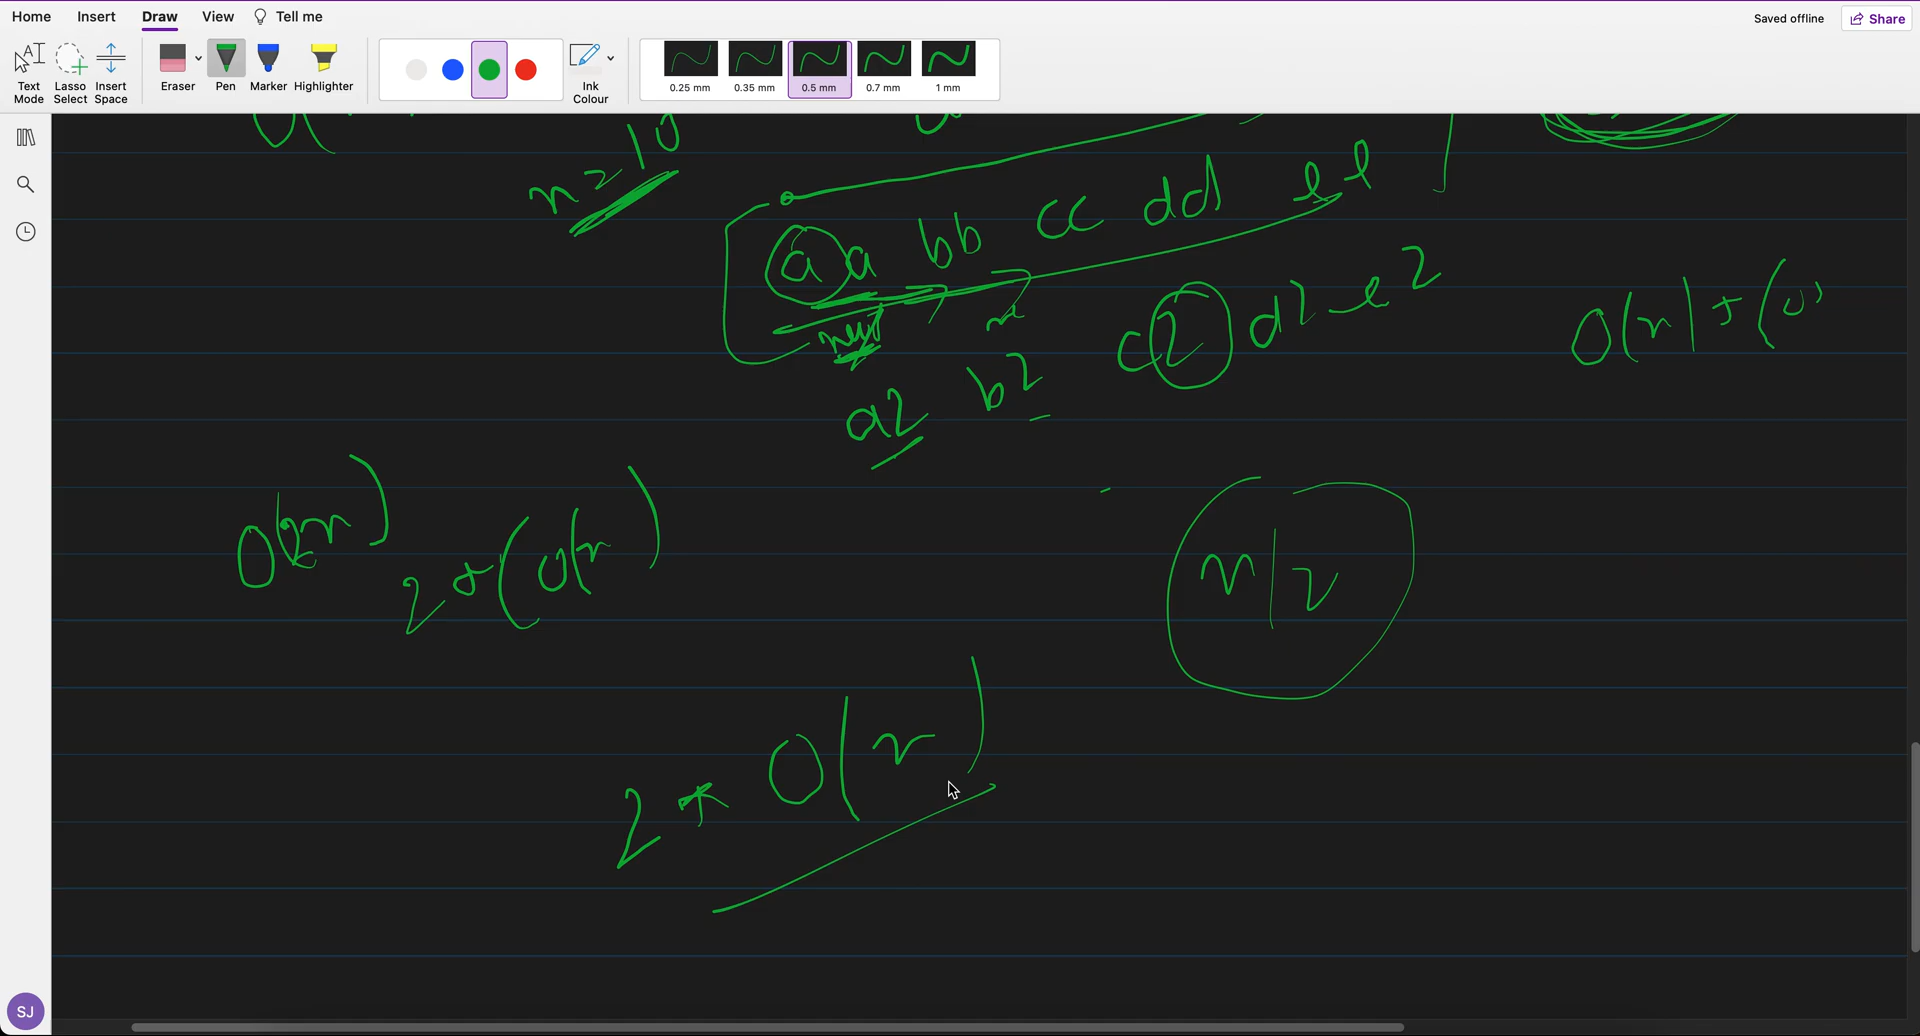 Home Insert Draw View Tell me
Saved offline Share
Text Mode
Lasso Select
Insert Space
Eraser
Pen
Marker
Highlighter
Ink Colour
0.25 mm 0.35 mm 0.5 mm 0.7 mm 1 mm
n = 10
aa bb cc dd ee
a2 b2 c2 d2 e2
O(n) + (
O(2n)
2 * (O(n)
n/2
2 * O(n)
SJ